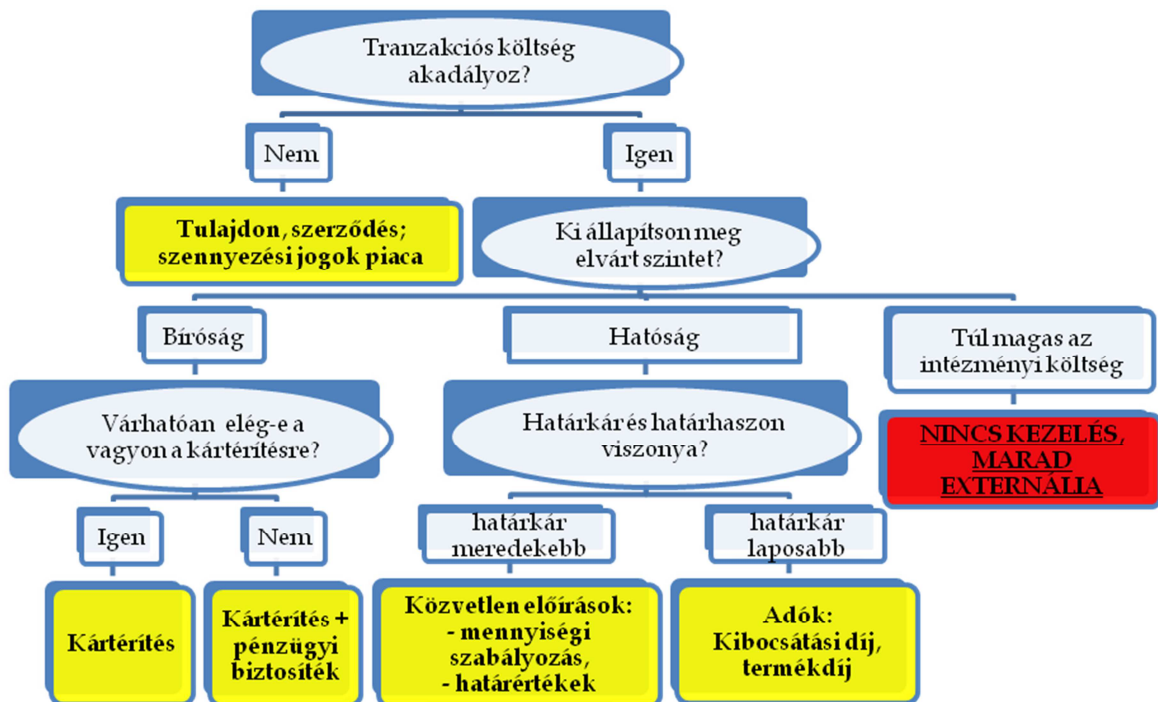 Tranzakciós költség
akadályoz?
Nem
Igen
Tulajdon, szerződés;
szennyezési jogok piaca
Ki állapítson meg
elvárt szintet?
Bíróság
Hatóság
Túl magas az
intézményi költség
Várhatóan elég-e a
vagyon a kártérítésre?
Határkár és határhaszon
viszonya?
NINCS KEZELÉS,
MARAD
EXTERNÁLIA
Igen
Nem
határkár
meredekebb
határkár
laposabb
Kártérítés
Kártérítés +
pénzügyi
biztosíték
Közvetlen előírások:
- mennyiségi
szabályozás,
- határértékek
Adók:
Kibocsátási díj,
termékdíj